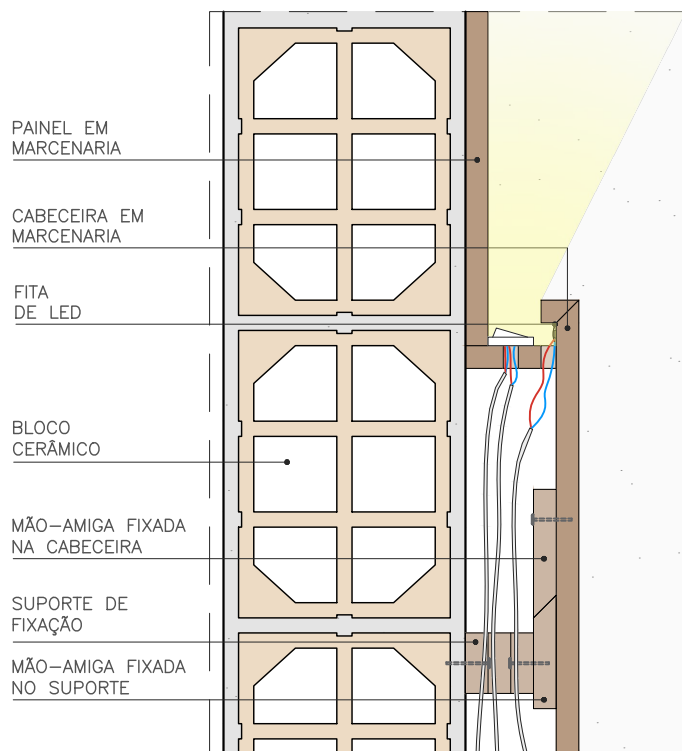 PAINEL EM
MARCENARIA
CABECEIRA EM
MARCENARIA
FITA
DE LED
BLOCO
CERÂMICO
MÃO-AMIGA FIXADA
NA CABECEIRA
SUPORTE DE
FIXAÇÃO
MÃO-AMIGA FIXADA
NO SUPORTE